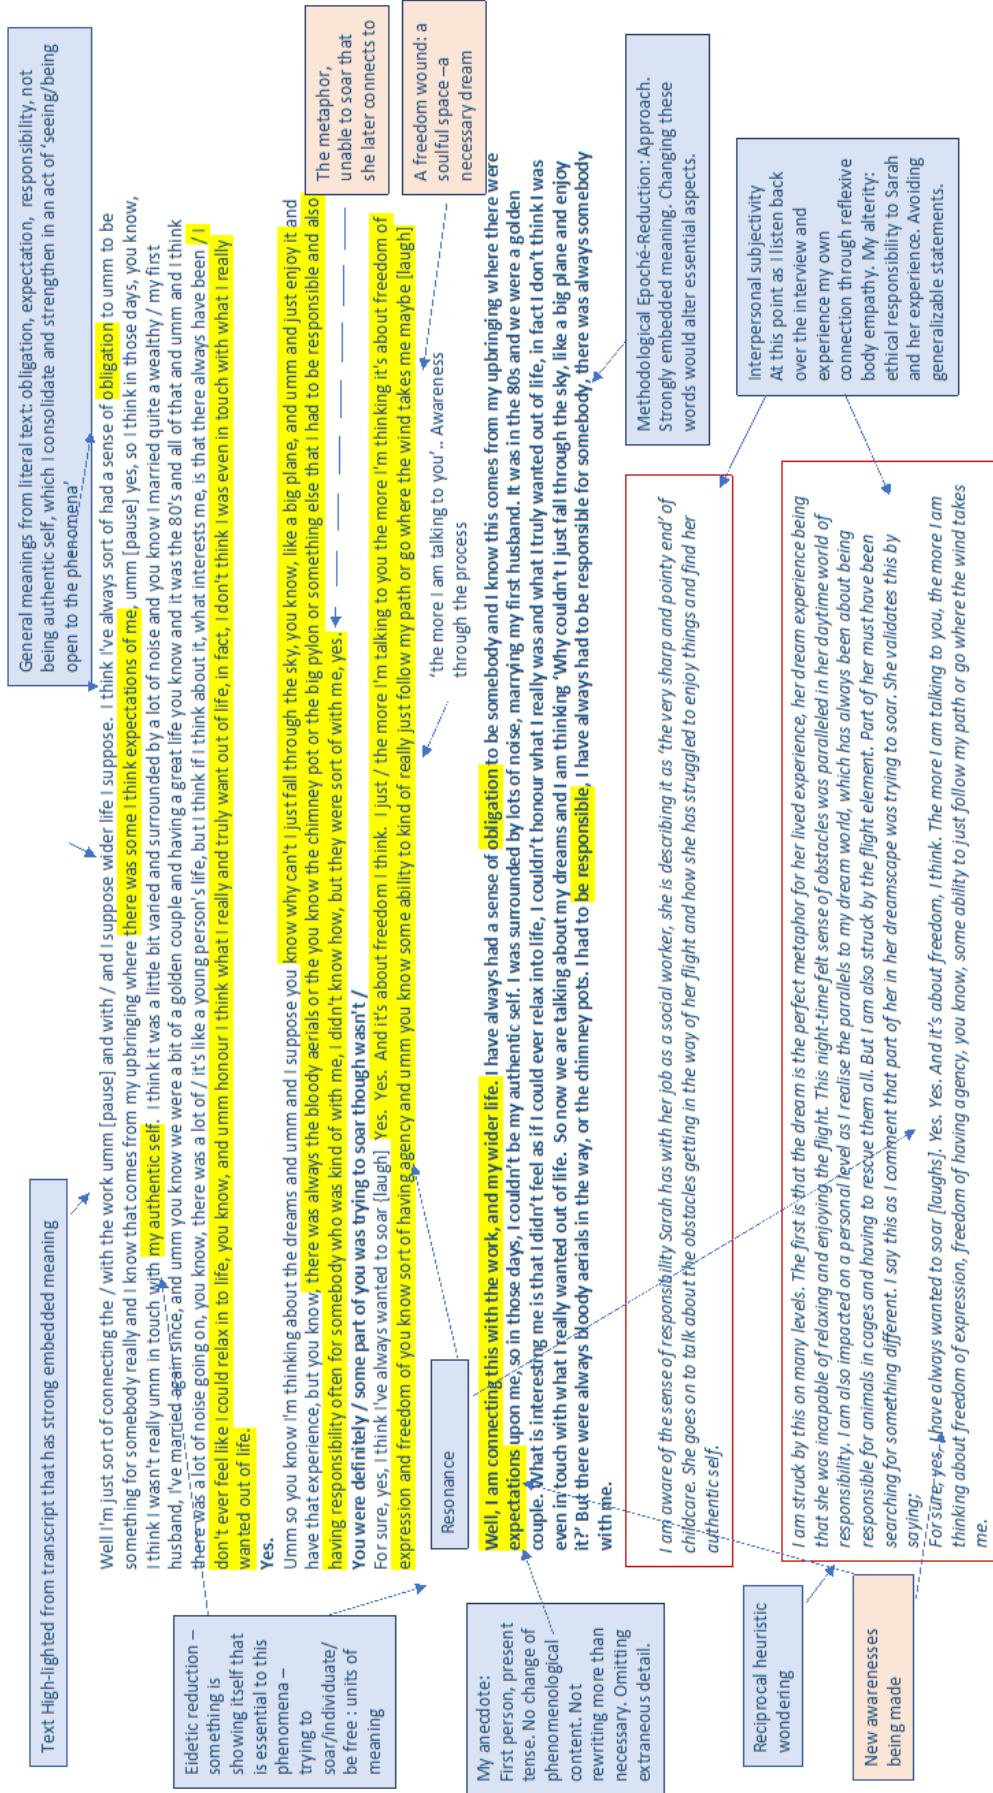 Text High-lighted from transcript that has strong embedded meaning
General meanings from literal text: obligation, expectation, responsibility, not
being authentic self, which I consolidate and strengthen in an act of ‘seeing/being
open to the phenomena’
Well I'm just sort of connecting the / with the work umm [pause] and with / and I suppose wider life I suppose. I think I've always sort of had a sense of obligation to umm to be
something for somebody really and I know that comes from my upbringing where there was some I think expectations of me, umm [pause] yes, so I think in those days, you know,
I think I wasn't really umm in touch with my authentic self. I think it was a little bit varied and surrounded by a lot of noise and you know I married quite a wealthy / my first
husband, I've married again since, and umm you know we were a bit of a golden couple and having a great life you know and it was the 80's and all of that and umm and I think
there was a lot of noise going on, you know, there was a lot of / it's like a young person's life, but I think if I think about it, what interests me, is that there always have been / I
don't ever feel like I could relax in to life, you know, and umm honour I think what I really and truly want out of life, in fact, I don't think I was even in touch with what I really
wanted out of life.
Yes.
Umm so you know I'm thinking about the dreams and umm and I suppose you know why can't I just fall through the sky, you know, like a big plane, and umm and just enjoy it and
have that experience, but you know, there was always the bloody aerials or the you know the chimney pot or the big pylon or something else that I had to be responsible and also
having responsibility often for somebody who was kind of with me, I didn't know how, but they were sort of with me, yes.
You were definitely / some part of you was trying to soar though wasn't /
For sure, yes, I think I've always wanted to soar {laugh] Yes. Yes. And it's about freedom I think. I just / the more I'm talking to you the more I'm thinking it's about freedom of
expression and freedom of you know sort of having agency and umm you know some ability to kind of really just follow my path or go where the wind takes me maybe [laugh]
The metaphor,
unable to soar that
she later connects to
A freedom wound: a
soulful space –a
necessary dream
Eidetic reduction –
something is
showing itself that
is essential to this
phenomena –
trying to
soar/individuate/
be free : units of
meaning
Resonance
‘the more I am talking to you’.. Awareness
through the process
Well, I am connecting this with the work, and my wider life. I have always had a sense of obligation to be somebody and I know this comes from my upbringing where there were
expectations upon me, so in those days, I couldn't be my authentic self. I was surrounded by lots of noise, marrying my first husband. It was in the 80s and we were a golden
couple. What is interesting me is that I didn't feel as if I could ever relax into life, I couldn't honour what I really was and what I truly wanted out of life, in fact I don't think I was
even in touch with what I really wanted out of life. So now we are talking about my dreams and I am thinking ‘Why couldn't I just fall through the sky, like a big plane and enjoy
it?’ But there were always bloody aerials in the way, or the chimney pots. I had to be responsible, I have always had to be responsible for somebody, there was always somebody
with me.
My anecdote:
First person, present
tense. No change of
phenomenological
content. Not
rewriting more than
necessary. Omitting
extraneous detail.
Methodological Epoché-Reduction: Approach.
Strongly embedded meaning. Changing these
words would alter essential aspects.
I am aware of the sense of responsibility Sarah has with her job as a social worker, she is describing it as ‘the very sharp and pointy end’ of
childcare. She goes on to talk about the obstacles getting in the way of her flight and how she has struggled to enjoy things and find her
authentic self.
Interpersonal subjectivity
At this point as I listen back
over the interview and
experience my own
connection through reflexive
body empathy. My alterity:
ethical responsibility to Sarah
and her experience. Avoiding
generalizable statements.
Reciprocal heuristic
wondering
New awarenesses
being made
I am struck by this on many levels. The first is that the dream is the perfect metaphor for her lived experience, her dream experience being
that she was incapable of relaxing and enjoying the flight. This night-time felt sense of obstacles was paralleled in her daytime world of
responsibility. I am also impacted on a personal level as I realise the parallels to my dream world, which has always been about being
responsible for animals in cages and having to rescue them all. But I am also struck by the flight element. Part of her must have been
searching for something different. I say this as I comment that part of her in her dreamscape was trying to soar. She validates this by
saying;
For sure, yes, I have always wanted to soar [laughs]. Yes. Yes. And it's about freedom, I think. The more I am talking to you, the more I am
thinking about freedom of expression, freedom of having agency, you know, some ability to just follow my path or go where the wind takes
me.